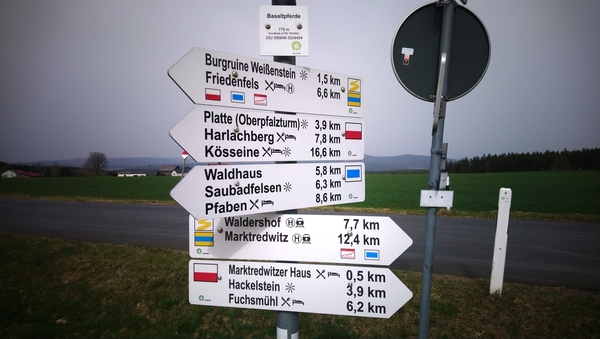 Basaltpferde
779 m
Burgruine Weißenstein 1,5 km
Friedenfels H 6,6 km
Platte (Oberpfalzturm) 3,9 km
Harlachberg 7,8 km
Kösseine 16,6 km
Waldhaus 5,8 km
Saubadfelsen 6,3 km
Pfaben H 8,6 km
Waldershof H 7,7 km
Marktredwitz H 12,4 km
Marktredwitzer Haus 0,5 km
Hackelstein 3,9 km
Fuchsmühl 6,2 km